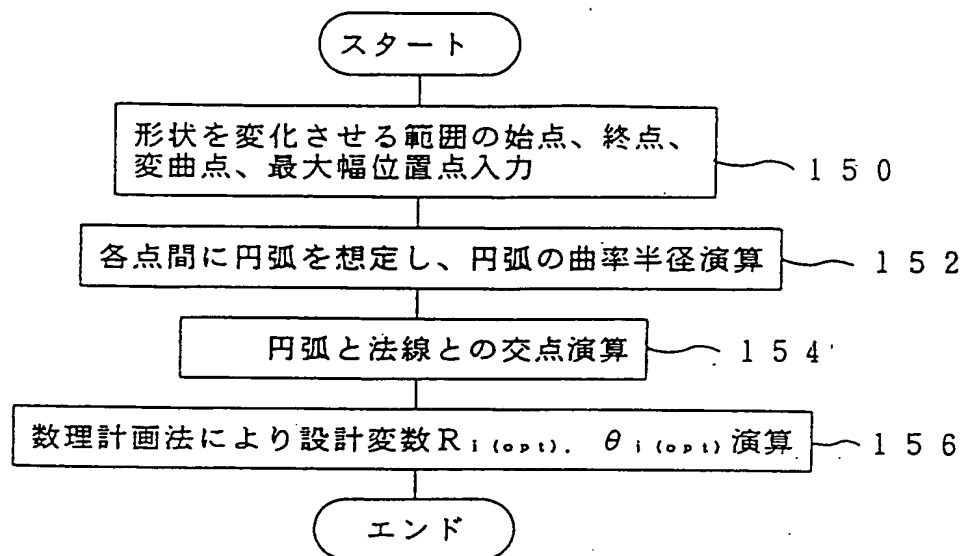 スタート
形状を変化させる範囲の始点、終点、
変曲点、最大幅位置点入力
150
各点間に円弧を想定し、円弧の曲率半径演算
152
円弧と法線との交点演算
154
数理計画法により設計変数R i (opt). θ i (opt) 演算
156
エンド